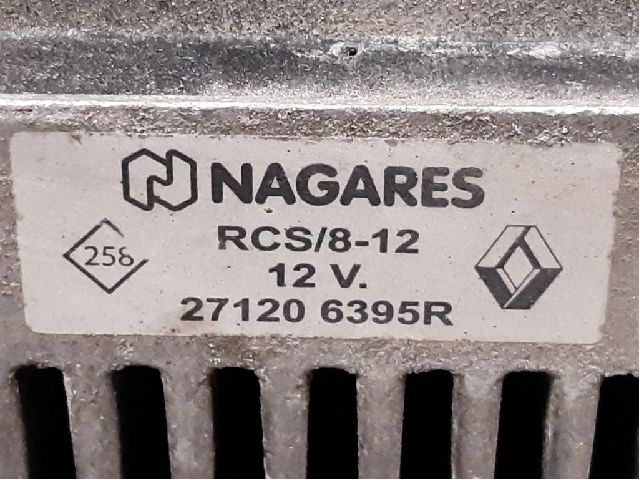 NAGARES
RCS/8-12
258
12 V.
27120 6395R